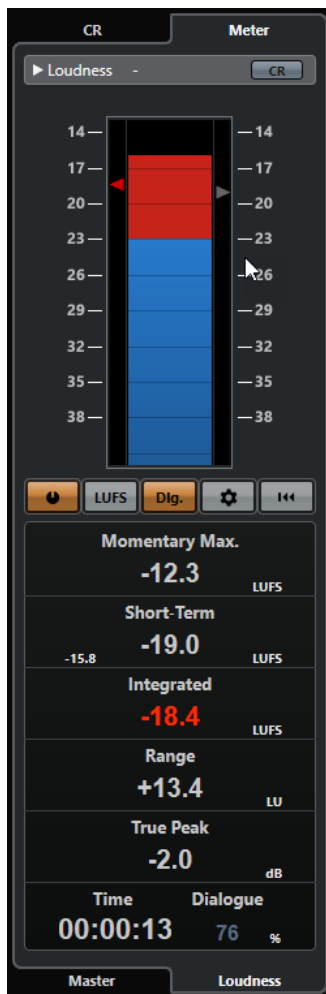 CR Meter
Loudness - CR
14 14
17 17
20 20
23 23
26 26
29 29
32 32
35 35
38 38
LUFS Dlg.
Momentary Max.
-12.3 LUFS
Short-Term
-15.8 -19.0 LUFS
Integrated
-18.4 LUFS
Range
+13.4 LU
True Peak
-2.0 dB
Time Dialogue
00:00:13 76 %
Master Loudness